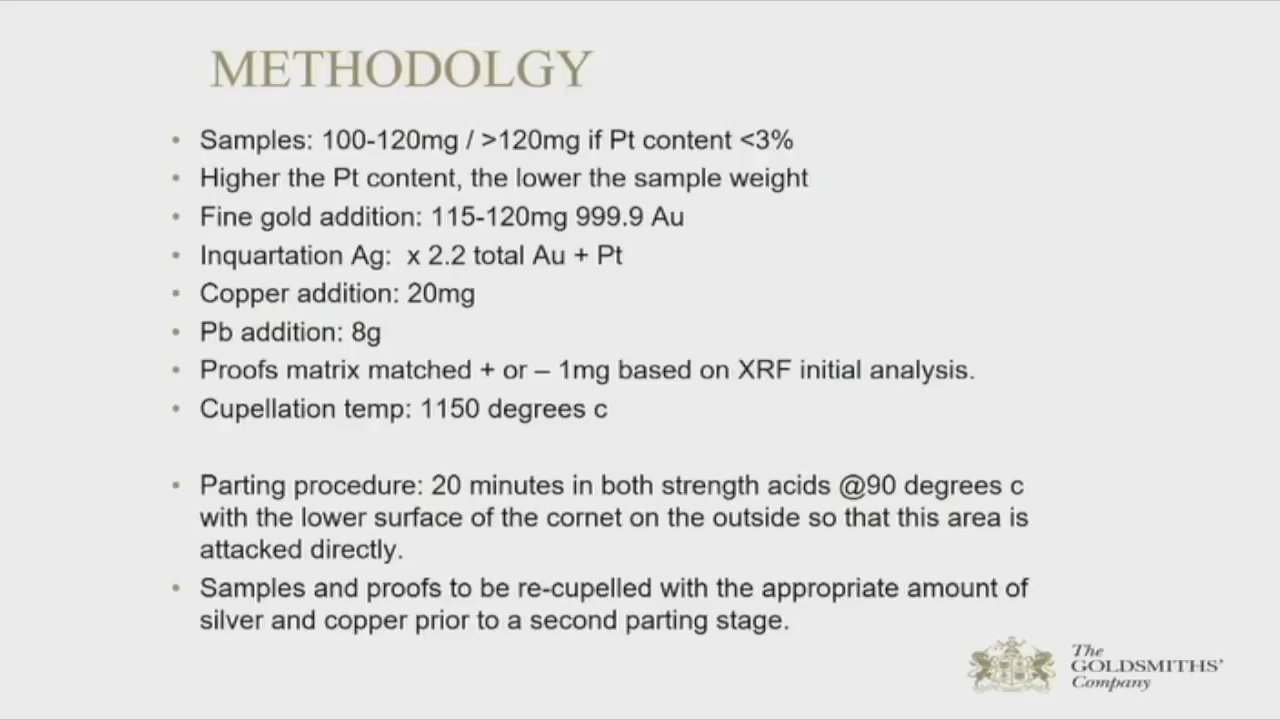 METHODOLGY
• Samples: 100-120mg / >120mg if Pt content <3%
• Higher the Pt content, the lower the sample weight
• Fine gold addition: 115-120mg 999.9 Au
• Inquartation Ag:  x 2.2 total Au + Pt
• Copper addition: 20mg
• Pb addition: 8g
• Proofs matrix matched + or – 1mg based on XRF initial analysis.
• Cupellation temp: 1150 degrees c
• Parting procedure: 20 minutes in both strength acids @90 degrees c
with the lower surface of the cornet on the outside so that this area is
attacked directly.
• Samples and proofs to be re-cupelled with the appropriate amount of
silver and copper prior to a second parting stage.
The
GOLDSMITHS'
Company